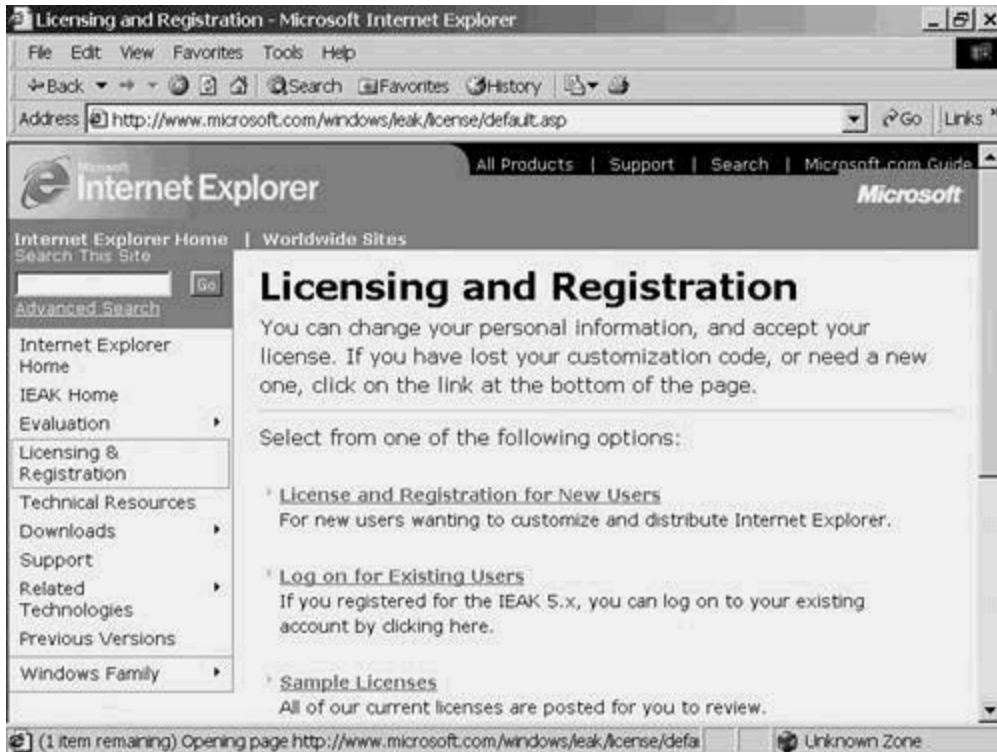 Licensing and Registration - Microsoft Internet Explorer
File Edit View Favorites Tools Help
Back Search Favorites History
Address http://www.microsoft.com/windows/ieak/license/default.asp Go Links
All Products | Support | Search | Microsoft.com Guide
Microsoft
Internet Explorer
Microsoft
Internet Explorer Home | Worldwide Sites
Search This Site
Go
Advanced Search
Internet Explorer
Home
IEAK Home
Evaluation
Licensing &
Registration
Technical Resources
Downloads
Support
Related
Technologies
Previous Versions
Windows Family
Licensing and Registration
You can change your personal information, and accept your
license. If you have lost your customization code, or need a new
one, click on the link at the bottom of the page.
Select from one of the following options:
License and Registration for New Users
For new users wanting to customize and distribute Internet Explorer.
Log on for Existing Users
If you registered for the IEAK 5.x, you can log on to your existing
account by clicking here.
Sample Licenses
All of our current licenses are posted for you to review.
(1 item remaining) Opening page http://www.microsoft.com/windows/ieak/license/defa
Unknown Zone